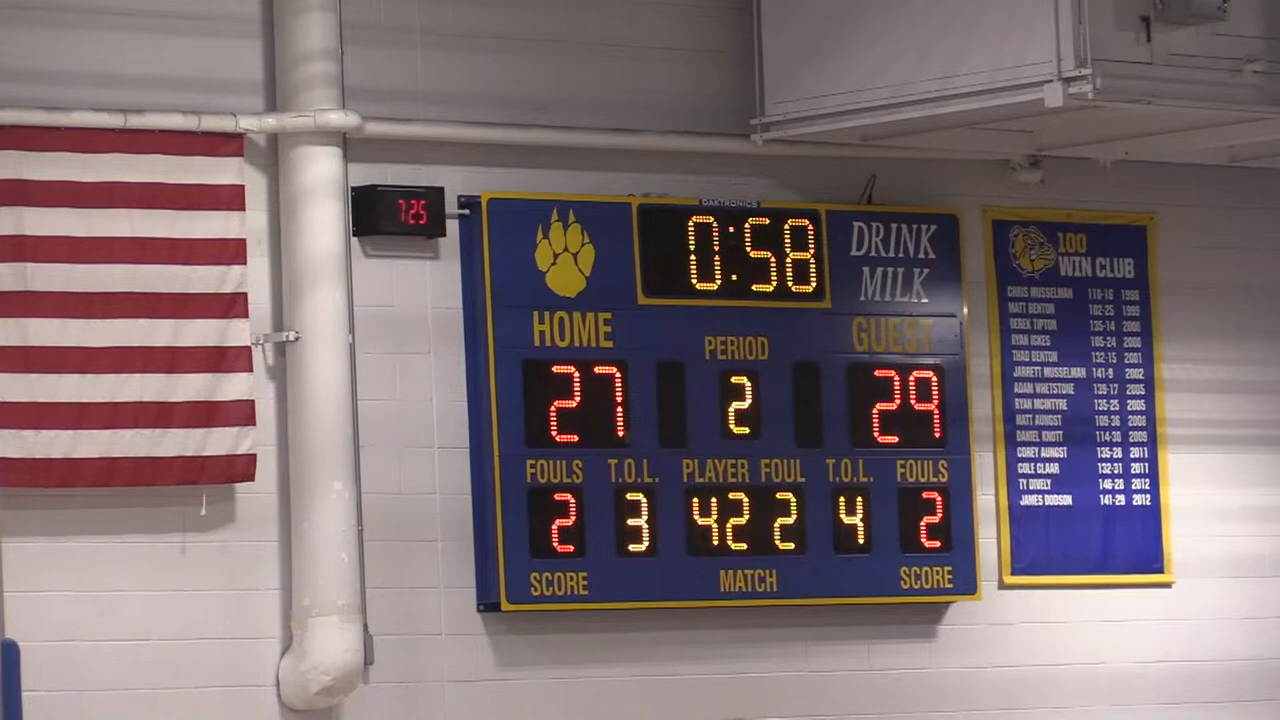 725
DAKTRONICS
0:58
DRINK
MILK
HOME
PERIOD
GUEST
27
2
29
FOULS
T.O.L.
PLAYER FOUL
T.O.L.
FOULS
2
3
42 2
4
2
SCORE
MATCH
SCORE
100
WIN CLUB
CHRIS MUSSELMAN 110-16 1998
MATT BENTON 102-25 1999
DEREK TIPTON 135-14 2000
RYAN ICKES 105-24 2000
THAD BENTON 132-15 2001
JARRETT MUSSELMAN 141-9 2002
ADAM WHETSTONE 139-17 2005
RYAN MCINTYRE 135-25 2005
MATT AUNGST 109-36 2008
DANIEL KNOTT 114-30 2009
COREY AUNGST 135-28 2011
COLE CLAAR 132-31 2011
TY DIVELY 146-28 2012
JAMES DODSON 141-29 2012